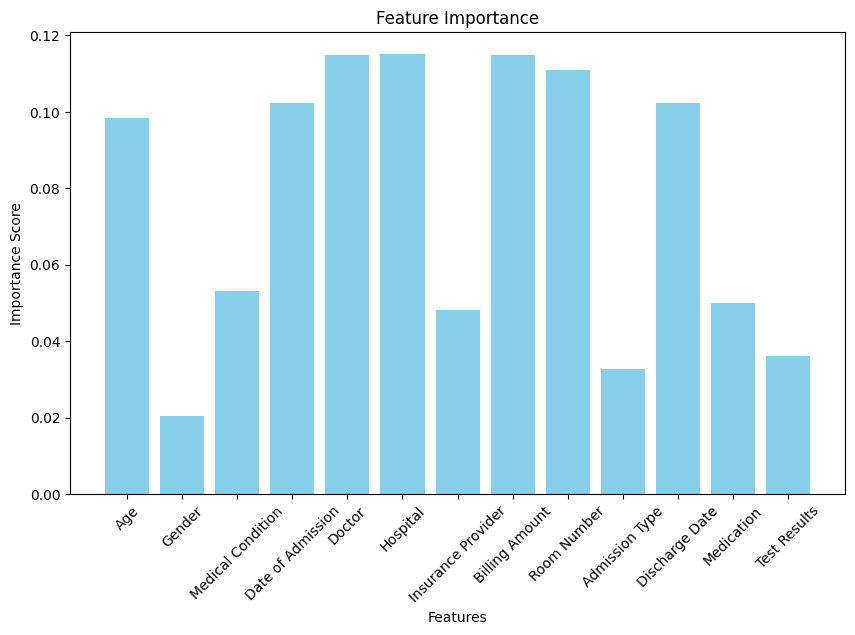 Feature Importance
0.12
0.10
0.08
0.06
0.04
0.02
0.00
Importance Score
Age
Gender
Medical Condition
Date of Admission
Doctor
Hospital
Insurance Provider
Billing Amount
Room Number
Admission Type
Discharge Date
Medication
Test Results
Features